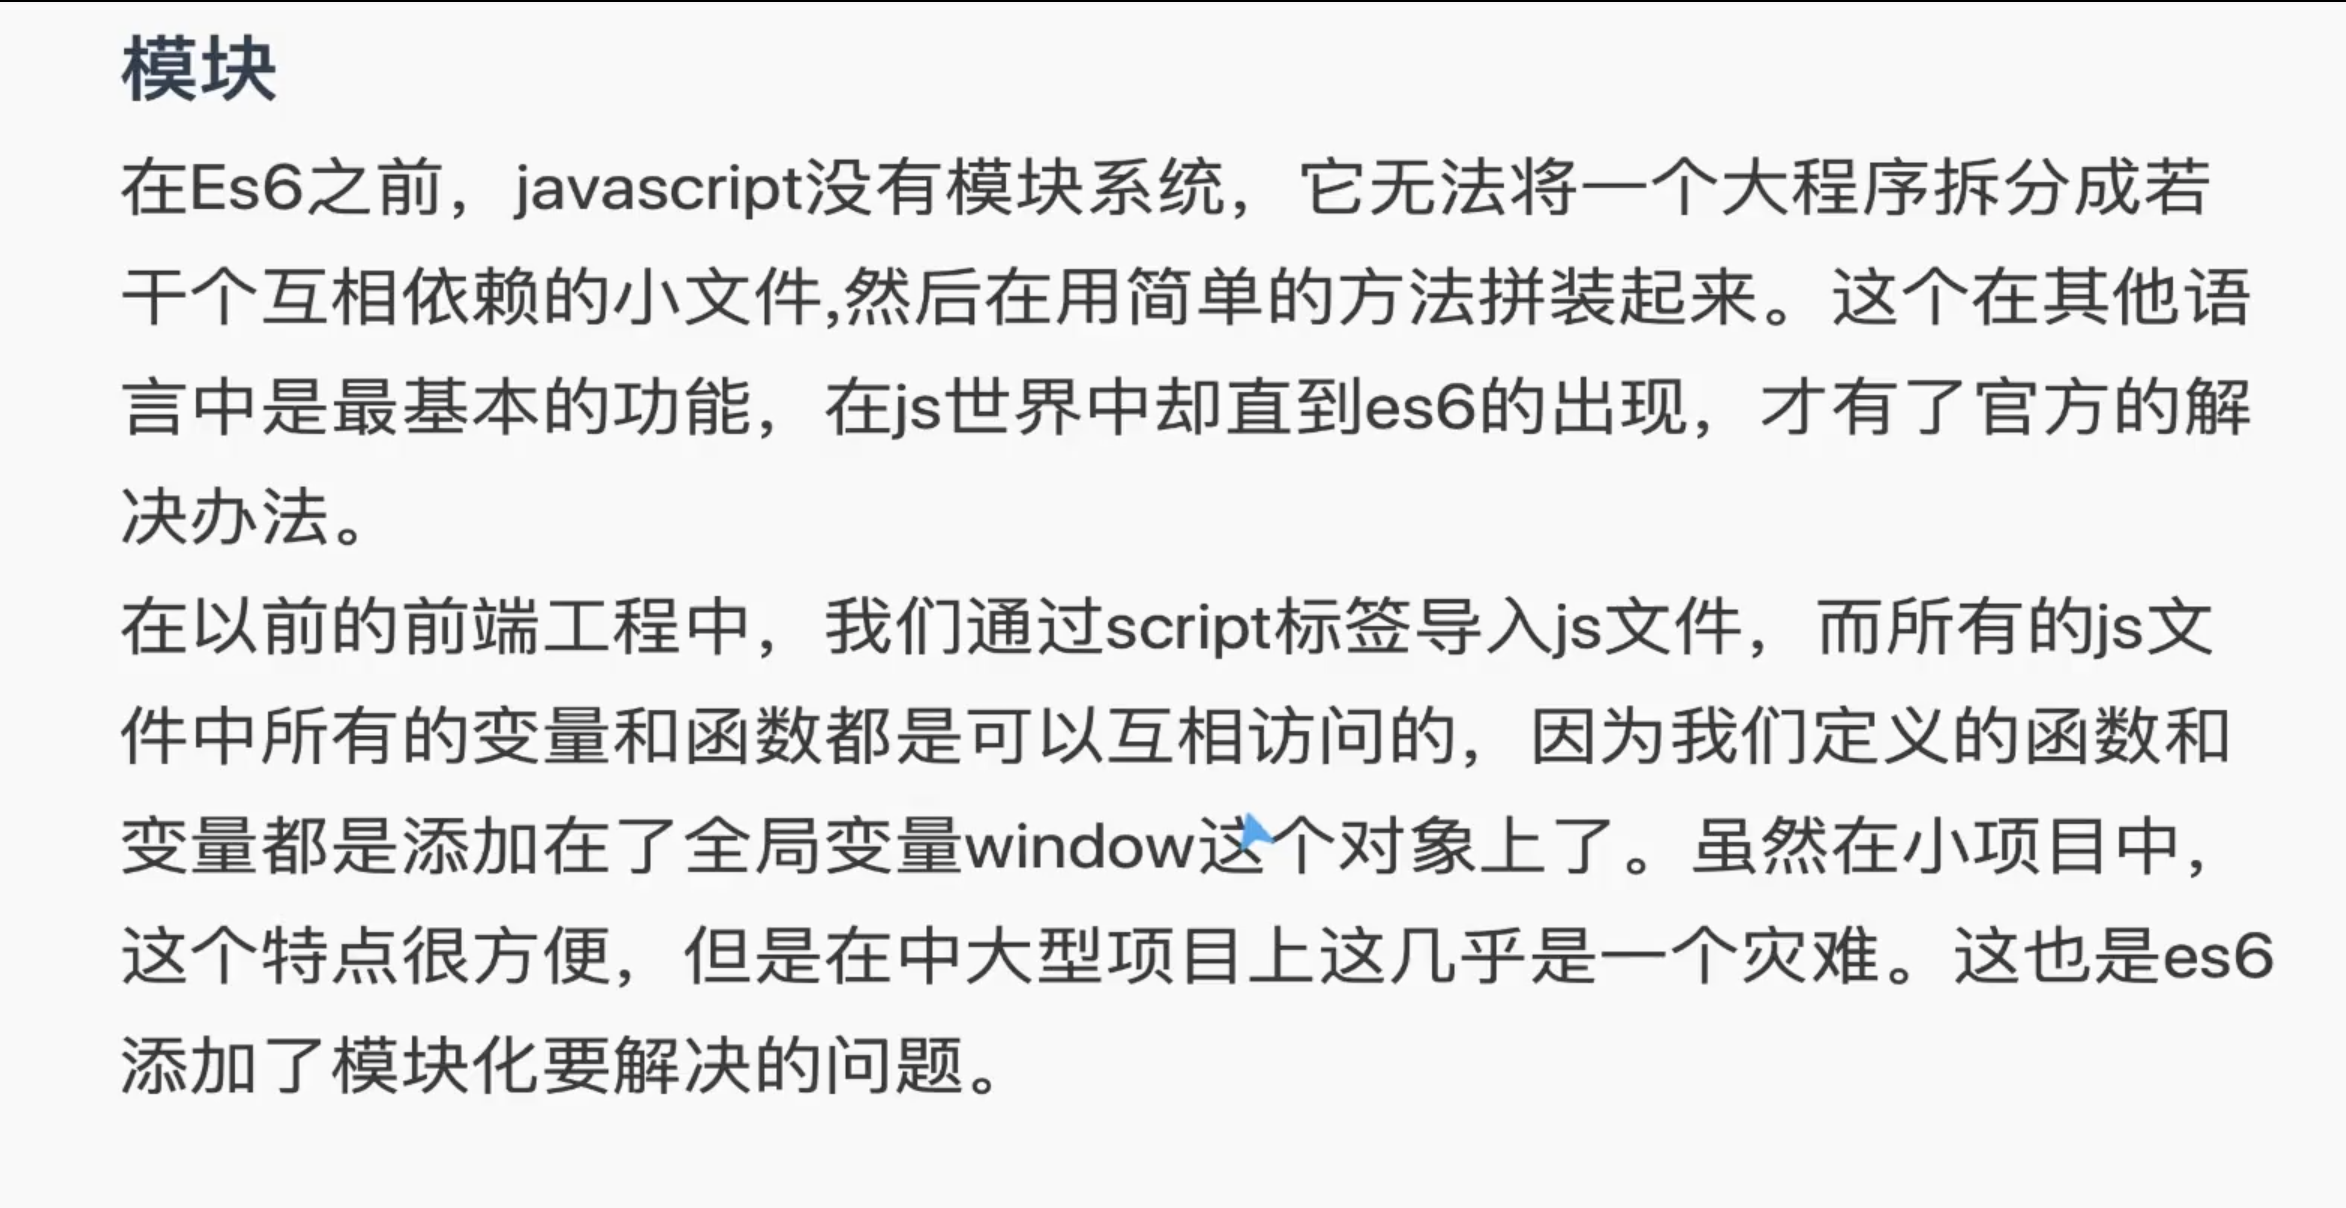 模块
在Es6之前，javascript没有模块系统，它无法将一个大程序拆分成若
干个互相依赖的小文件,然后在用简单的方法拼装起来。这个在其他语
言中是最基本的功能，在js世界中却直到es6的出现，才有了官方的解
决办法。
在以前的前端工程中，我们通过script标签导入js文件，而所有的js文
件中所有的变量和函数都是可以互相访问的，因为我们定义的函数和
变量都是添加在了全局变量window这个对象上了。虽然在小项目中，
这个特点很方便，但是在中大型项目上这几乎是一个灾难。这也是es6
添加了模块化要解决的问题。